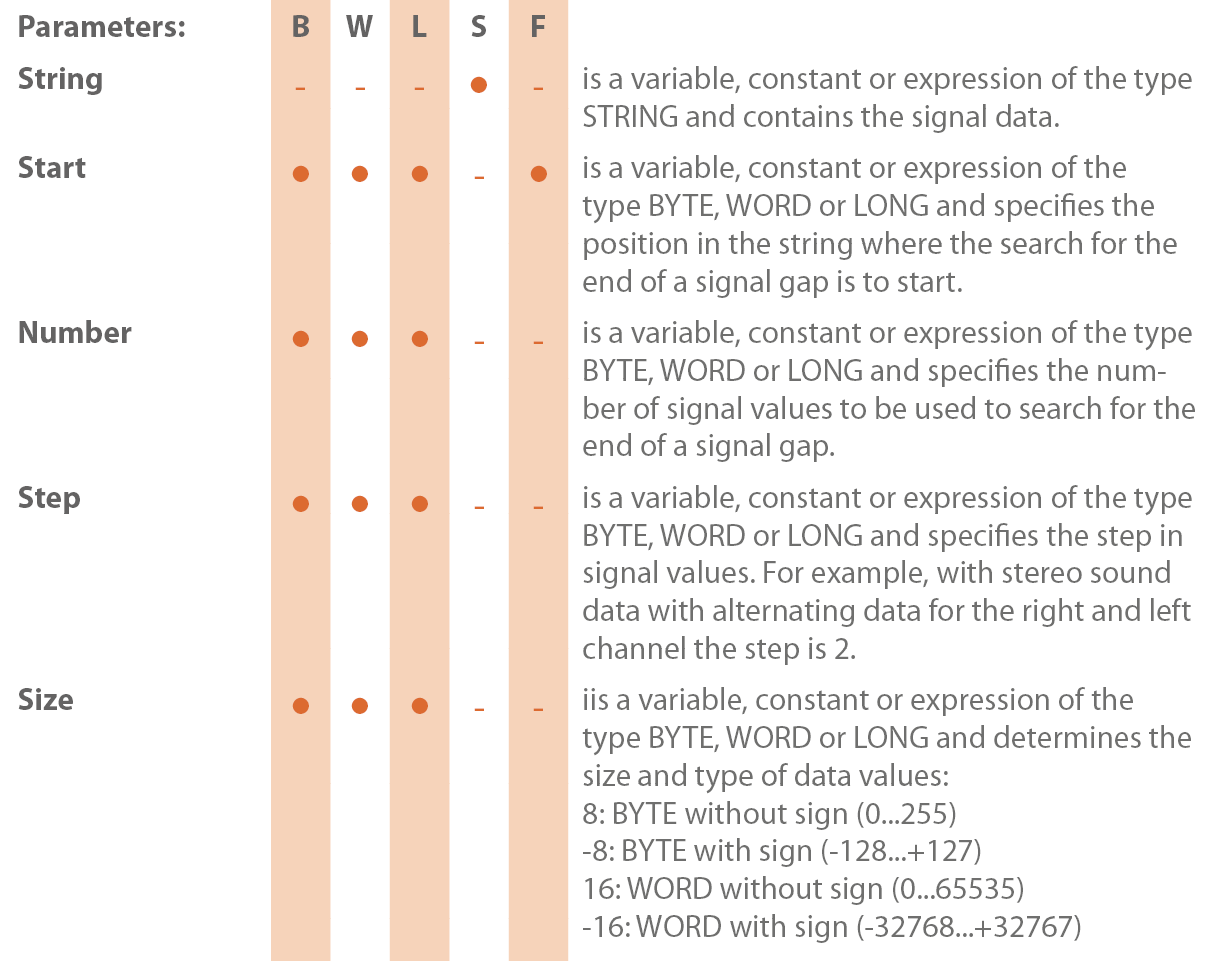 Parameters: B W L S F
String - - - ● - is a variable, constant or expression of the type
STRING and contains the signal data.
Start ● ● ● - ● is a variable, constant or expression of the
type BYTE, WORD or LONG and specifies the
position in the string where the search for the
end of a signal gap is to start.
Number ● ● ● - - is a variable, constant or expression of the type
BYTE, WORD or LONG and specifies the num-
ber of signal values to be used to search for the
end of a signal gap.
Step ● ● ● - - is a variable, constant or expression of the type
BYTE, WORD or LONG and specifies the step in
signal values. For example, with stereo sound
data with alternating data for the right and left
channel the step is 2.
Size ● ● ● - - iis a variable, constant or expression of the
type BYTE, WORD or LONG and determines the
size and type of data values:
8: BYTE without sign (0...255)
-8: BYTE with sign (-128...+127)
16: WORD without sign (0...65535)
-16: WORD with sign (-32768...+32767)